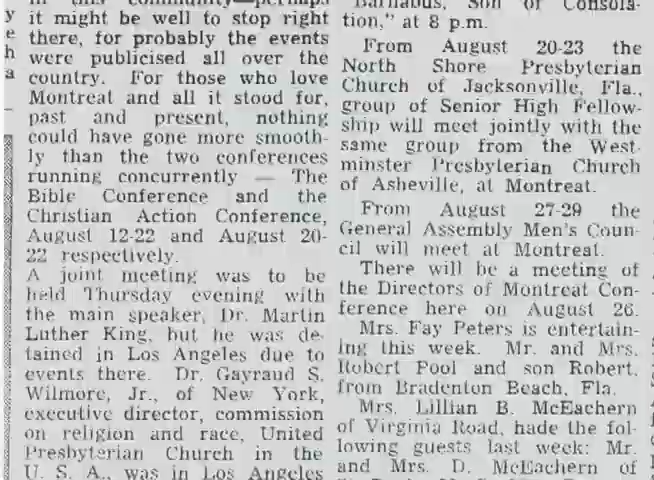 in this community—perhaps
it might be well to stop right
there, for probably the events
were publicised all over the
country. For those who love
Montreat and all it stood for,
past and present, nothing
could have gone more smooth-
ly than the two conferences
running concurrently — The
Bible Conference and the
Christian Action Conference,
August 12-22 and August 20-
22 respectively.
A joint meeting was to be
held Thursday evening with
the main speaker, Dr. Martin
Luther King, but he was de-
tained in Los Angeles due to
events there. Dr. Gayraud S.
Wilmore, Jr., of New York,
executive director, commission
on religion and race, United
Presbyterian Church in the
U. S. A., was in Los Angeles
"Barnabus, Son of Consola-
tion," at 8 p.m.
From August 20-23 the
North Shore Presbyterian
Church of Jacksonville, Fla.,
group of Senior High Fellow-
ship will meet jointly with the
same group from the West-
minster Presbyterian Church
of Asheville, at Montreat.
From August 27-29 the
General Assembly Men's Coun-
cil will meet at Montreat.
There will be a meeting of
the Directors of Montreat Con-
ference here on August 26.
Mrs. Fay Peters is entertain-
ing this week. Mr. and Mrs.
Robert Pool and son Robert,
from Bradenton Beach, Fla.
Mrs. Lillian B. McEachern
of Virginia Road, hade the fol-
lowing guests last week: Mr.
and Mrs. D. McEachern of